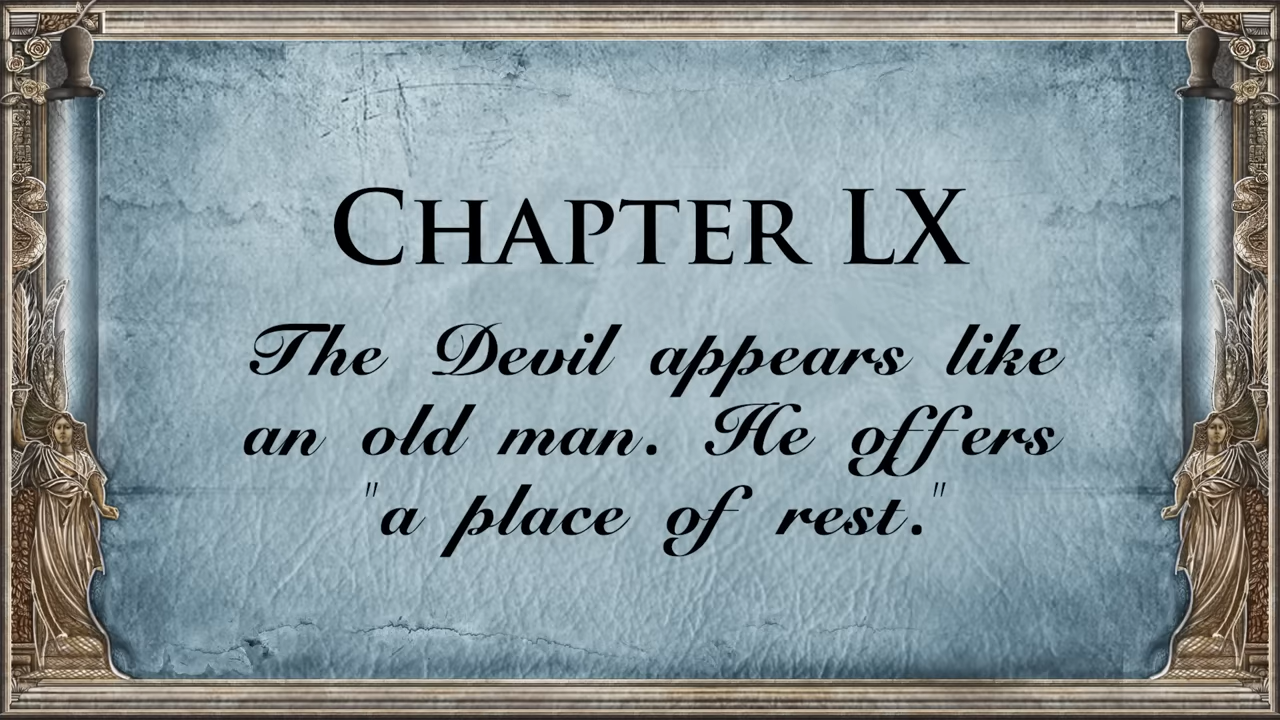 Chapter LX
The Devil appears like
an old man. He offers
"a place of rest."